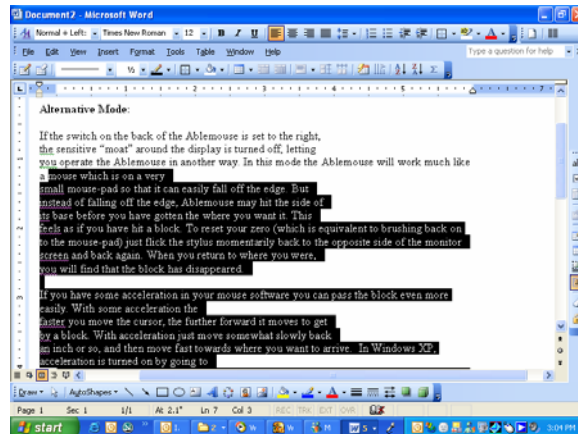 Document2 - Microsoft Word
Normal + Left: Times New Roman 12 B I U
File Edit View Insert Format Tools Table Window Help Type a question for help
½
Alternative Mode:
If the switch on the back of the Ablemouse is set to the right,
the sensitive “moat” around the display is turned off, letting
you operate the Ablemouse in another way. In this mode the Ablemouse will work much like
a mouse which is on a very
small mouse-pad so that it can easily fall off the edge. But
instead of falling off the edge, Ablemouse may hit the side of
its base before you have gotten the where you want it. This
feels as if you have hit a block. To reset your zero (which is equivalent to brushing back on
to the mouse-pad) just flick the stylus momentarily back to the opposite side of the monitor
screen and back again. When you return to where you were,
you will find that the block has disappeared.
If you have some acceleration in your mouse software you can pass the block even more
easily. With some acceleration the
faster you move the cursor, the further forward it moves to get
by a block. With acceleration just move somewhat slowly back
an inch or so, and then move fast towards where you want to arrive. In Windows XP,
acceleration is turned on by going to
Draw AutoShapes
Page 1 Sec 1 1/1 At 2.1" Ln 7 Col 3 REC TRK EXT OVR
start 3:04 PM